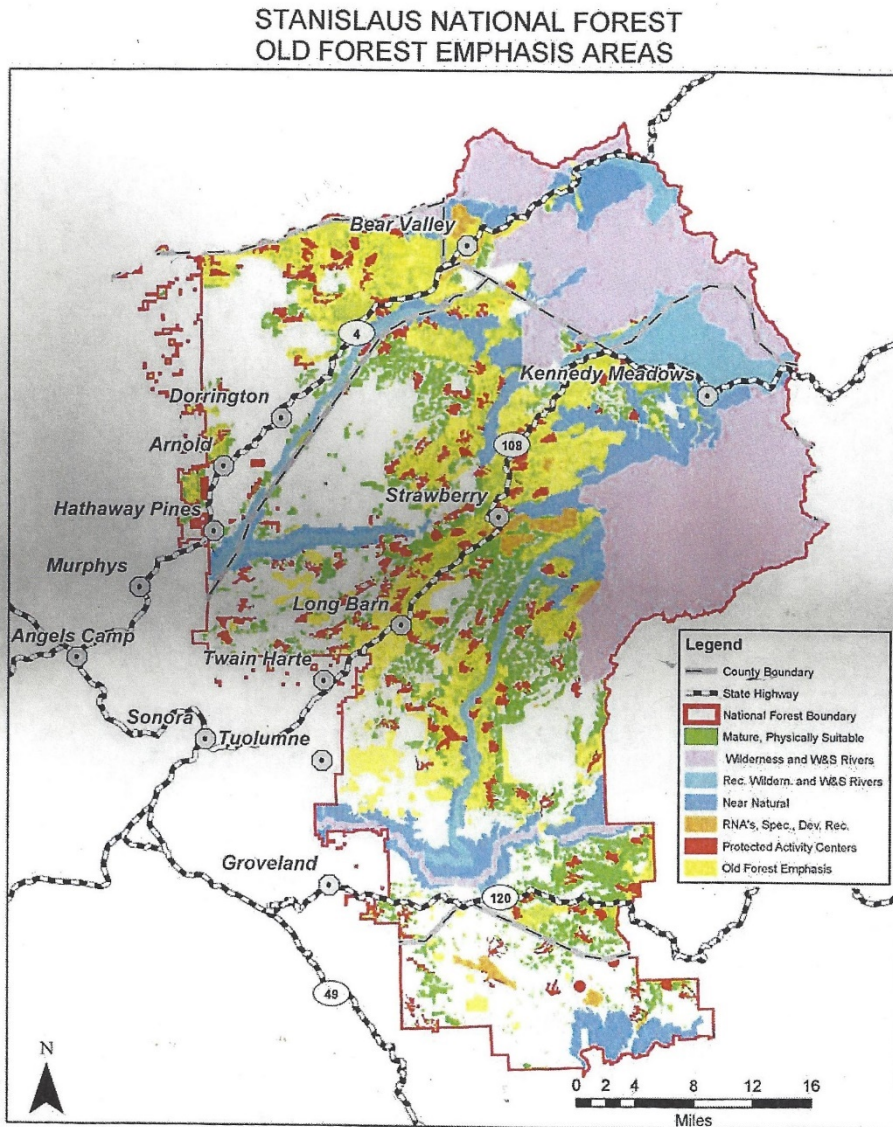 STANISLAUS NATIONAL FOREST
OLD FOREST EMPHASIS AREAS
Bear Valley
4
Kennedy Meadows
Dorrington
108
Arnold
Strawberry
Hathaway Pines
Murphys
Long Barn
Angels Camp
Twain Harte
Sonora
Tuolumne
Legend
County Boundary
State Highway
National Forest Boundary
Mature, Physically Suitable
Wilderness and W&S Rivers
Rec. Wildern. and W&S Rivers
Near Natural
RNA's, Spec., Dev. Rec.
Protected Activity Centers
Old Forest Emphasis
Groveland
120
49
N
0 2 4 8 12 16
Miles